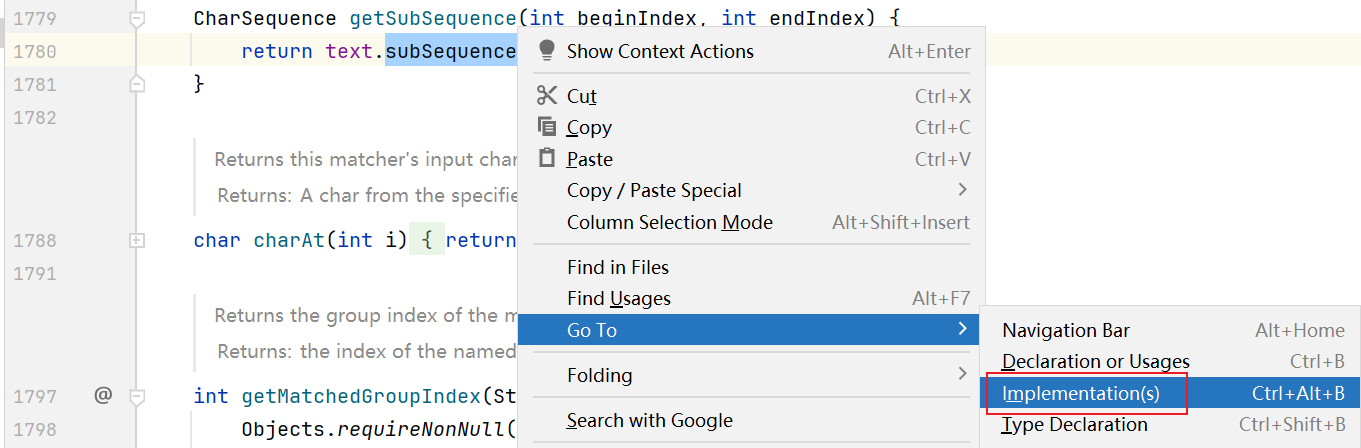 1779 CharSequence getSubSequence(int beginIndex, int endIndex) {
1780 return text.subSequence
1781 }
1782
Returns this matcher's input char
Returns: A char from the specifie
1788 char charAt(int i) { return
1791
Returns the group index of the m
Returns: the index of the named
1797 @ int getMatchedGroupIndex(St
1798 Objects.requireNonNull(
Show Context Actions Alt+Enter
Cut Ctrl+X
Copy Ctrl+C
Paste Ctrl+V
Copy / Paste Special
Column Selection Mode Alt+Shift+Insert
Find in Files
Find Usages Alt+F7
Go To
Folding
Search with Google
Navigation Bar Alt+Home
Declaration or Usages Ctrl+B
Implementation(s) Ctrl+Alt+B
Type Declaration Ctrl+Shift+B